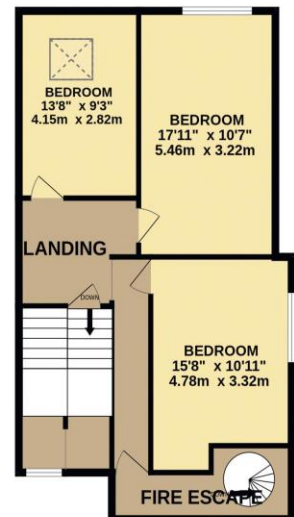 BEDROOM
13'8" x 9'3"
4.15m x 2.82m
BEDROOM
17'11" x 10'7"
5.46m x 3.22m
LANDING
DOWN
BEDROOM
15'8" x 10'11"
4.78m x 3.32m
FIRE ESCAPE